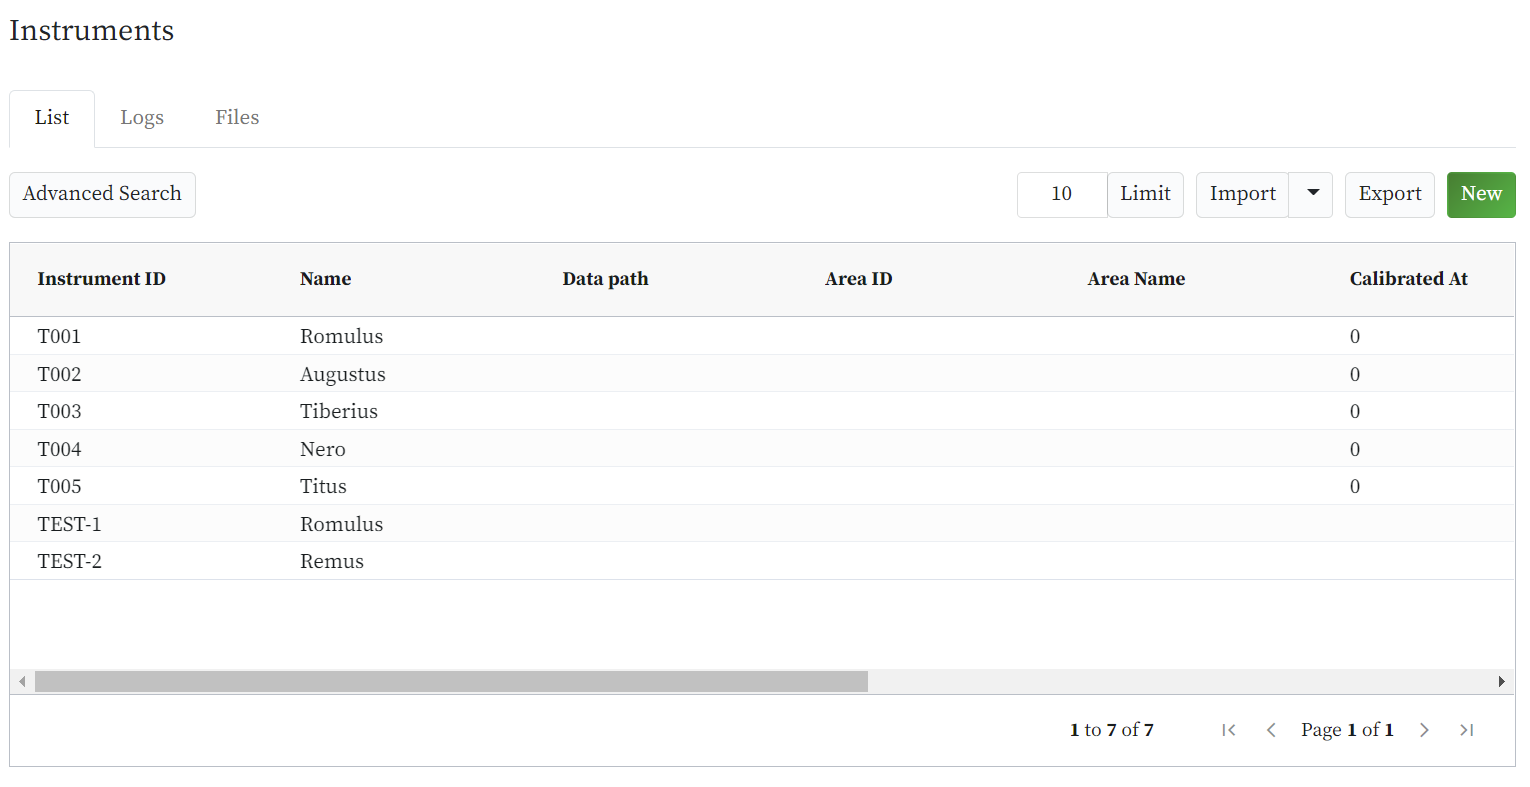 Instruments
List Logs Files
Advanced Search 10 Limit Import Export New
Instrument ID Name Data path Area ID Area Name Calibrated At
T001 Romulus 0
T002 Augustus 0
T003 Tiberius 0
T004 Nero 0
T005 Titus 0
TEST-1 Romulus
TEST-2 Remus
1 to 7 of 7 Page 1 of 1